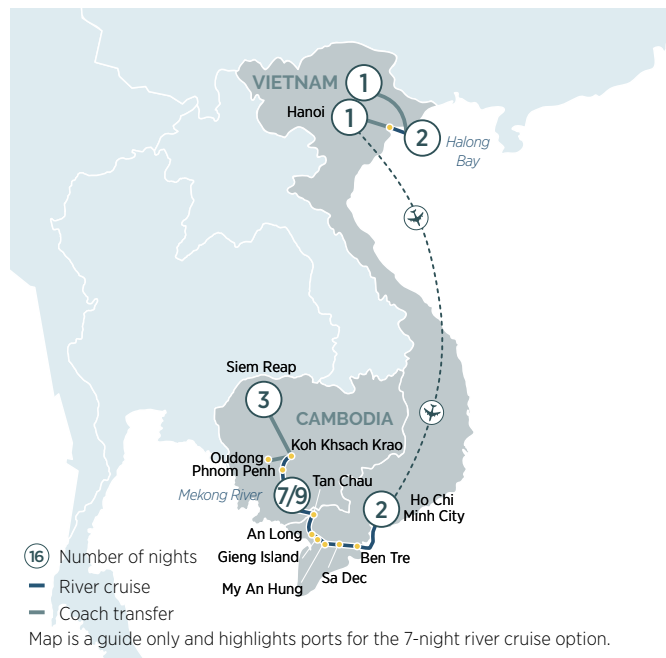 VIETNAM
1
Hanoi
1
2
Halong
Bay
Siem Reap
3
CAMBODIA
Koh Khsach Krao
Oudong
Phnom Penh
Tan Chau
Mekong River
7/9
2
Ho Chi
Minh City
An Long
Gieng Island
Ben Tre
Sa Dec
My An Hung
16 Number of nights
River cruise
Coach transfer
Map is a guide only and highlights ports for the 7-night river cruise option.